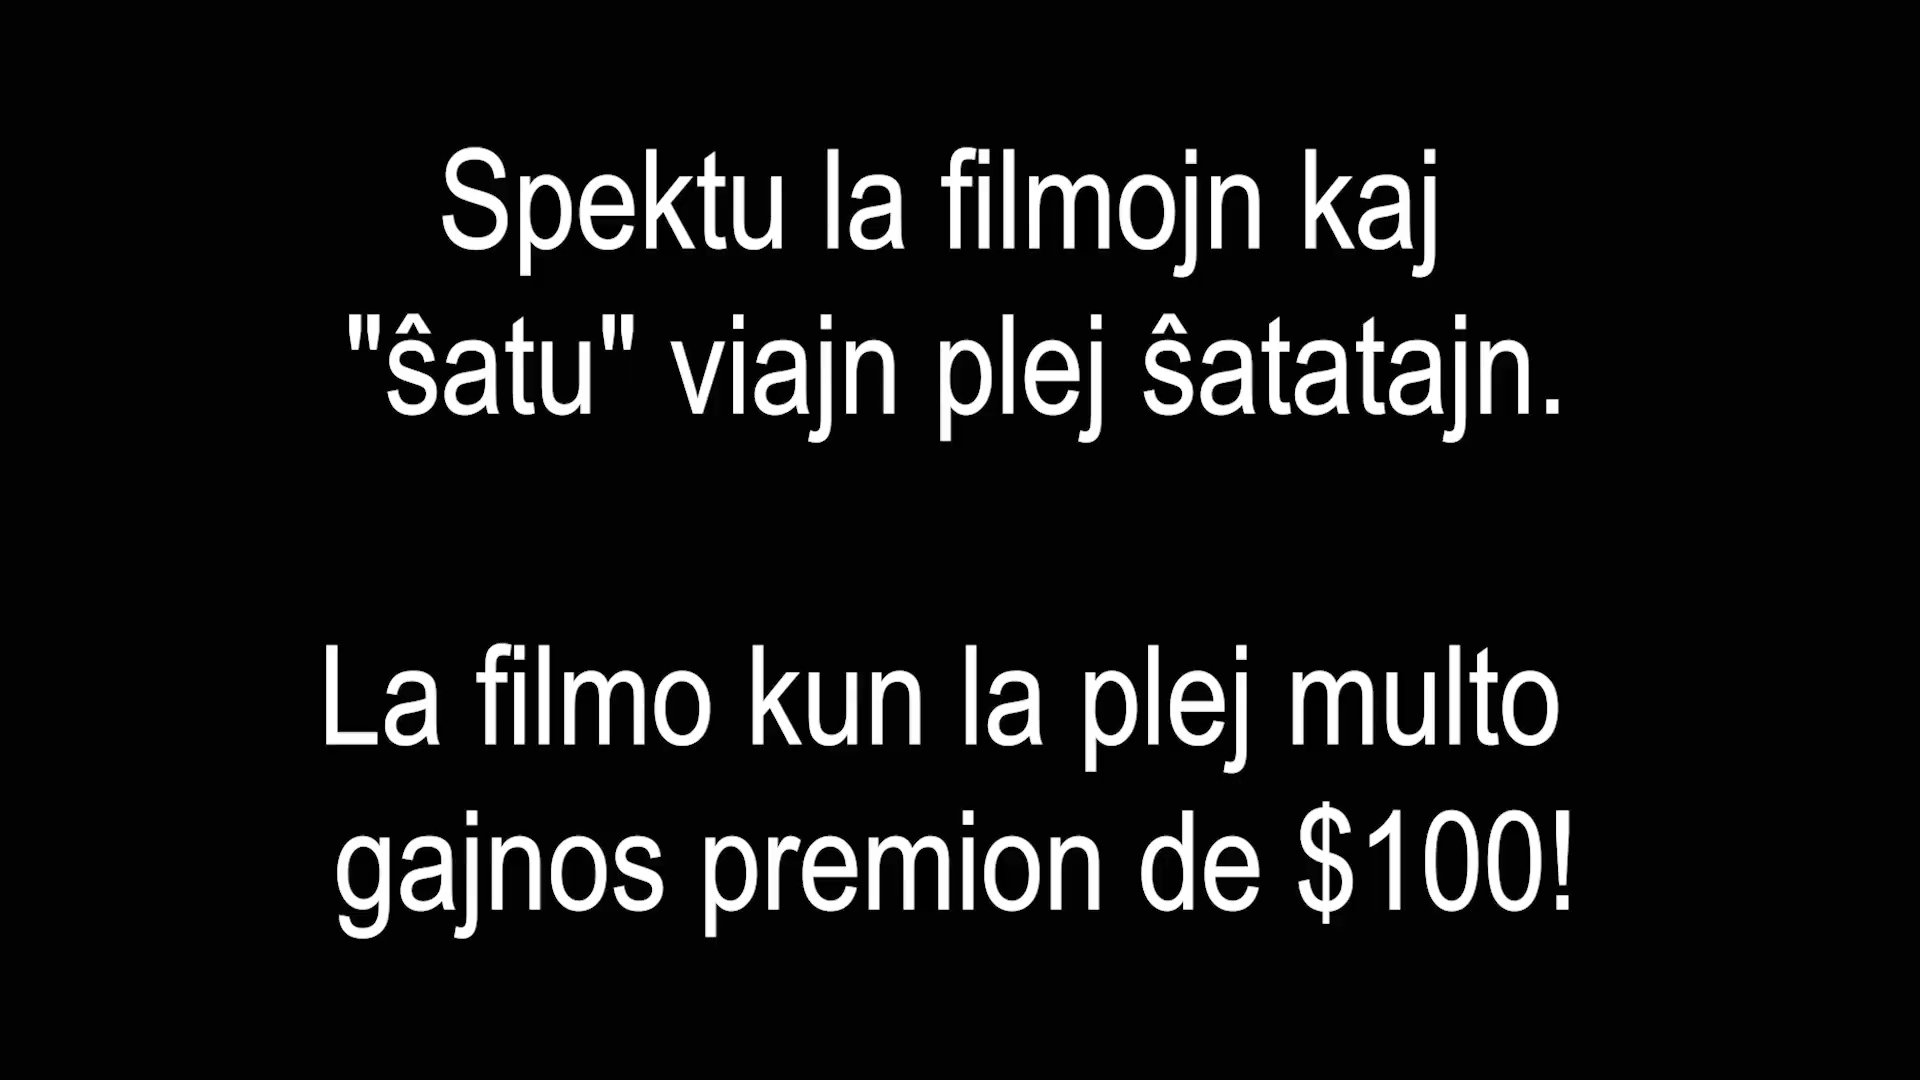 Spektu la filmojn kaj
"ŝatu" viajn plej ŝatatajn.
La filmo kun la plej multo
gajnos premion de $100!